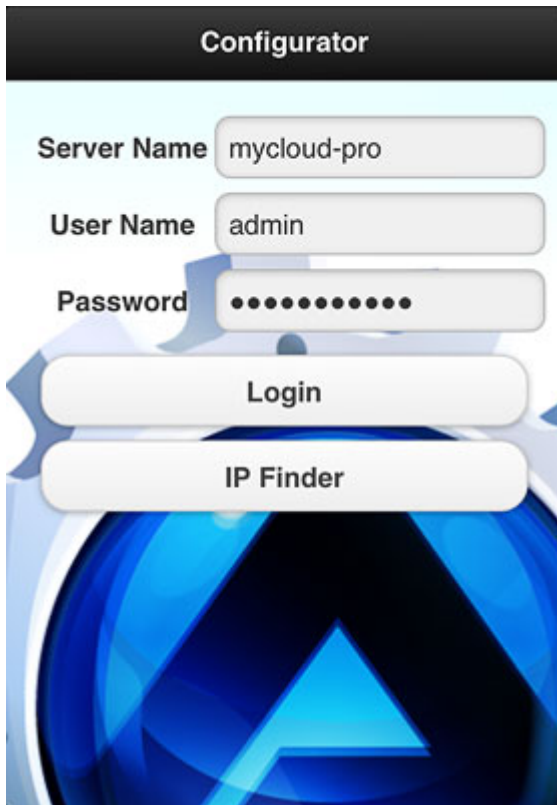 Configurator
Server Name mycloud-pro
User Name admin
Password ●●●●●●●●●●●
Login
IP Finder